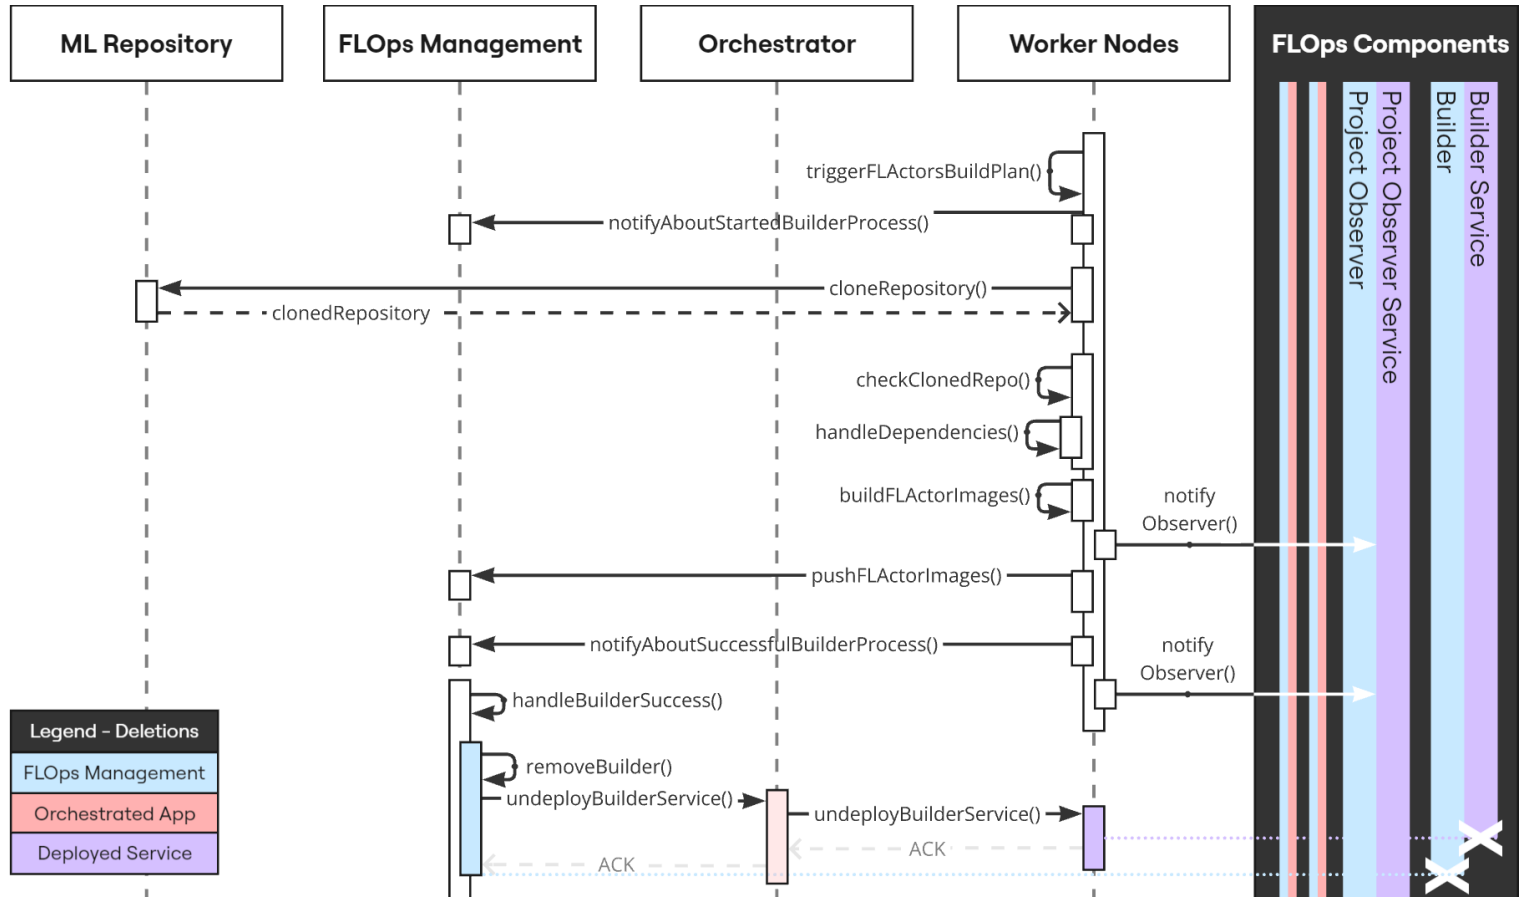 ML Repository
FLOps Management
Orchestrator
Worker Nodes
FLOps Components
Project Observer
Project Observer Service
Builder
Builder Service
triggerFLActorsBuildPlan()
notifyAboutStartedBuilderProcess()
cloneRepository()
clonedRepository
checkClonedRepo()
handleDependencies()
buildFLActorImages()
notify
Observer()
pushFLActorImages()
notifyAboutSuccessfulBuilderProcess()
notify
Observer()
handleBuilderSuccess()
removeBuilder()
undeployBuilderService()
undeployBuilderService()
ACK
ACK
Legend - Deletions
FLOps Management
Orchestrated App
Deployed Service